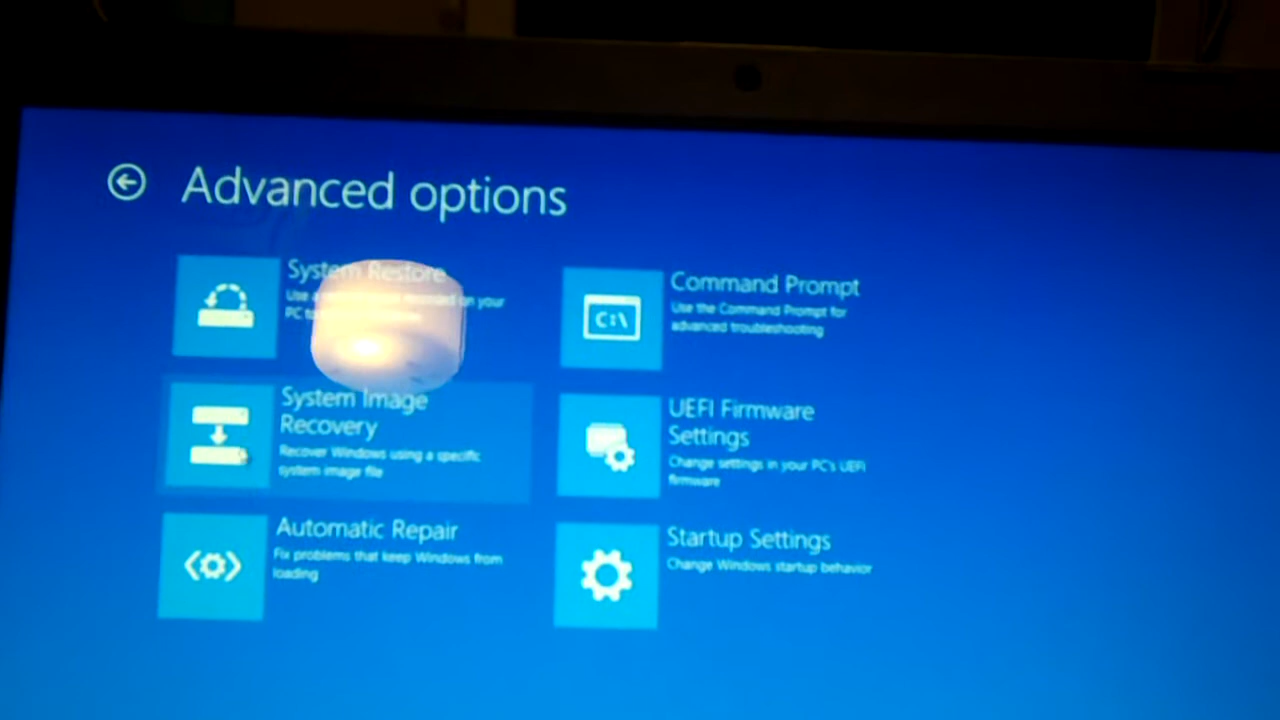 Advanced options
System Restore
Use a on your
PC to
System Image
Recovery
Recover Windows using a specific
system image file
Automatic Repair
Fix problems that keep Windows from
loading
C:\
Command Prompt
Use the Command Prompt for
advanced troubleshooting
UEFI Firmware
Settings
Change settings in your PC's UEFI
firmware
Startup Settings
Change Windows startup behavior